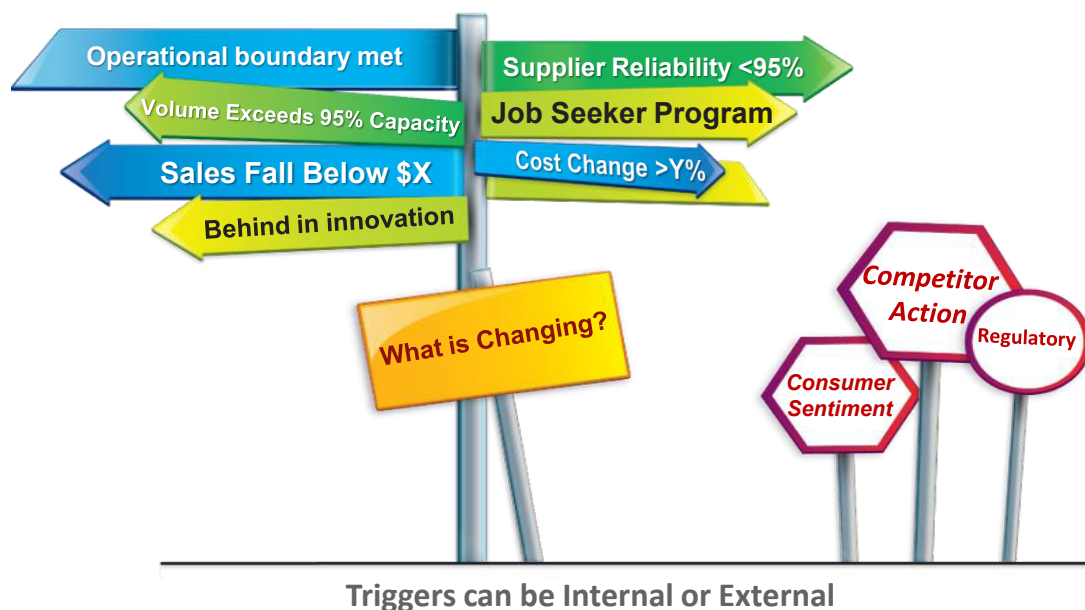 Operational boundary met
Supplier Reliability <95%
Volume Exceeds 95% Capacity
Job Seeker Program
Sales Fall Below $X
Cost Change >Y%
Behind in innovation
What is Changing?
Competitor
Action
Regulatory
Consumer
Sentiment
Triggers can be Internal or External